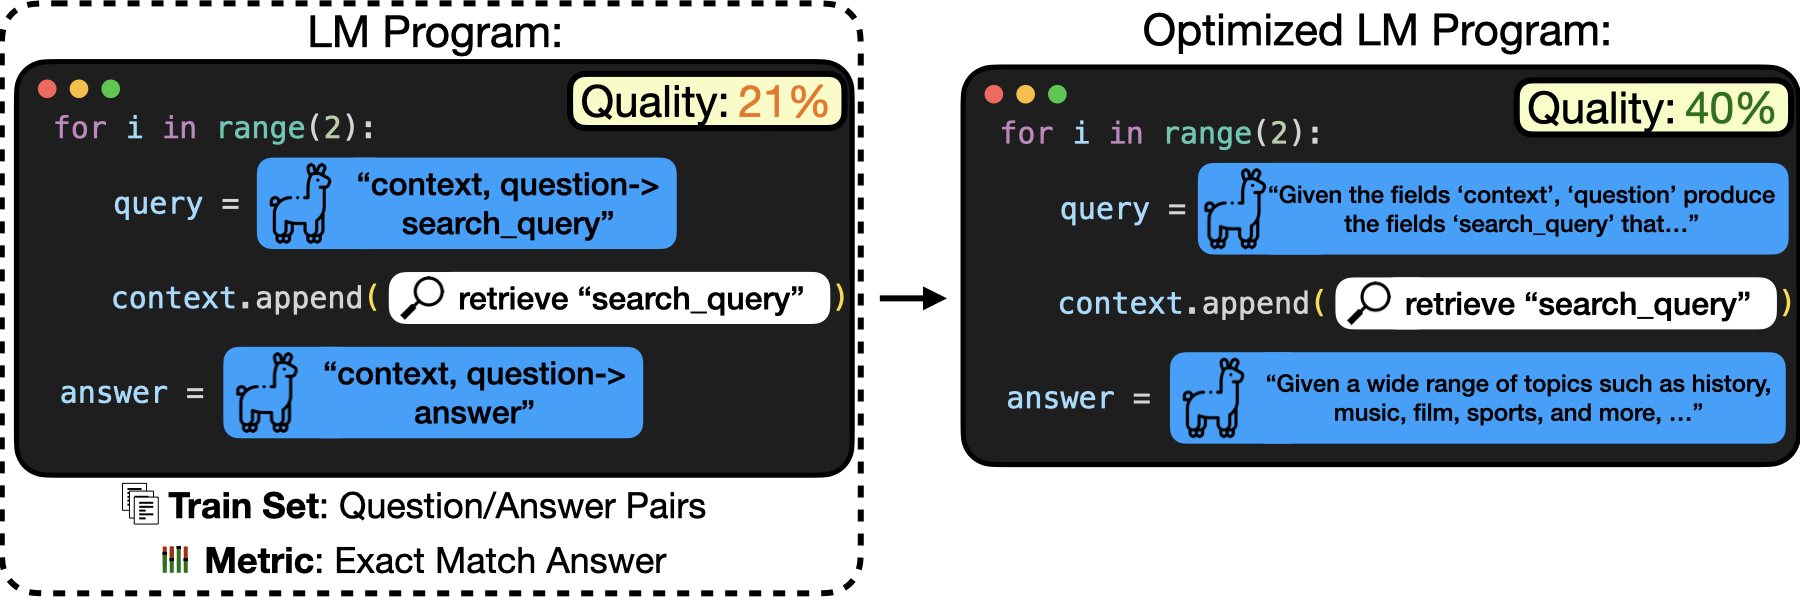 LM Program:
Quality: 21%
for i in range(2):
query = “context, question->
search_query”
context.append( retrieve “search_query” )
answer = “context, question->
answer”
Train Set: Question/Answer Pairs
Metric: Exact Match Answer
Optimized LM Program:
Quality: 40%
for i in range(2):
query = “Given the fields ‘context’, ‘question’ produce
the fields ‘search_query’ that...”
context.append( retrieve “search_query” )
answer = “Given a wide range of topics such as history,
music, film, sports, and more, ...”